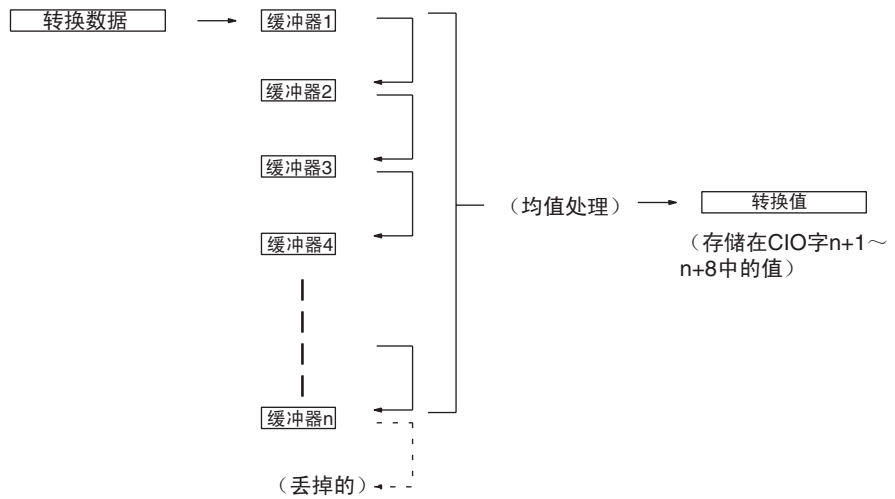 转换数据
缓冲器1
缓冲器2
缓冲器3
缓冲器4
缓冲器n
（丢掉的）
（均值处理）
转换值
（存储在CIO字n+1～
n+8中的值）